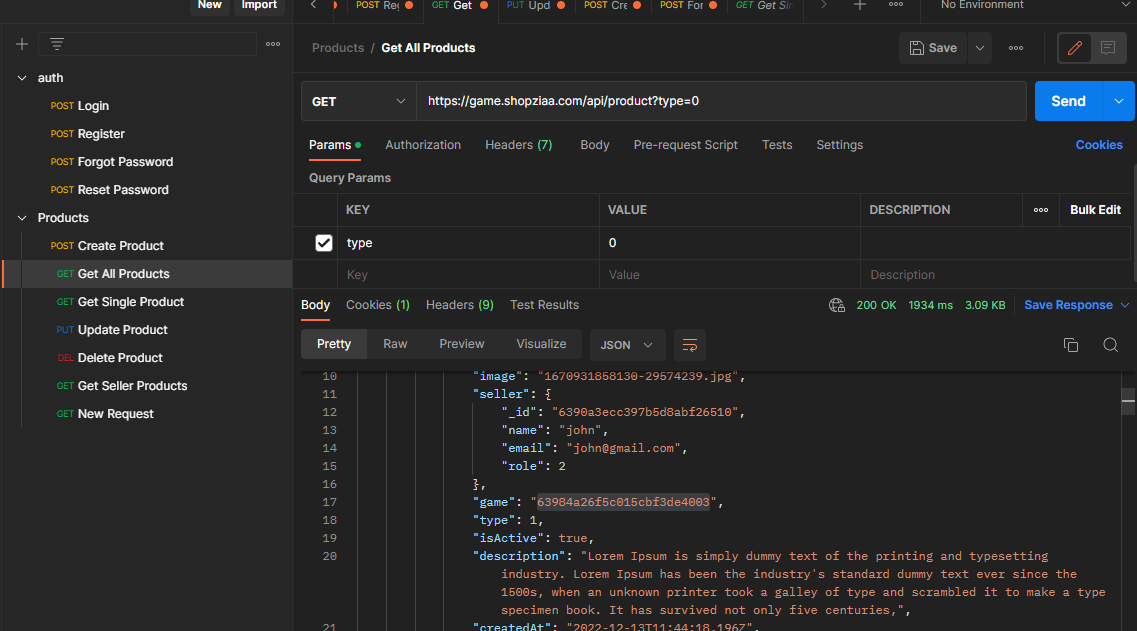 New Import
POST Reg GET Get PUT Upd POST Cre POST For GET Get Sin No Environment
Products / Get All Products Save
auth
POST Login
POST Register
POST Forgot Password
POST Reset Password
Products
POST Create Product
GET Get All Products
GET Get Single Product
PUT Update Product
DEL Delete Product
GET Get Seller Products
GET New Request
GET https://game.shopziaa.com/api/product?type=0 Send
Params Authorization Headers (7) Body Pre-request Script Tests Settings Cookies
Query Params
KEY VALUE DESCRIPTION Bulk Edit
type 0
Key Value Description
Body Cookies (1) Headers (9) Test Results 200 OK 1934 ms 3.09 KB Save Response
Pretty Raw Preview Visualize JSON
10 "image": "1670931858130-29574239.jpg",
11 "seller": {
12 "_id": "6390a3ecc397b5d8abf26510",
13 "name": "john",
14 "email": "john@gmail.com",
15 "role": 2
16 },
17 "game": "63984a26f5c015cbf3de4003",
18 "type": 1,
19 "isActive": true,
20 "description": "Lorem Ipsum is simply dummy text of the printing and typesetting
industry. Lorem Ipsum has been the industry's standard dummy text ever since the
1500s, when an unknown printer took a galley of type and scrambled it to make a type
specimen book. It has survived not only five centuries,",
21 "createdAt": "2022-12-13T11:44:18.196Z",